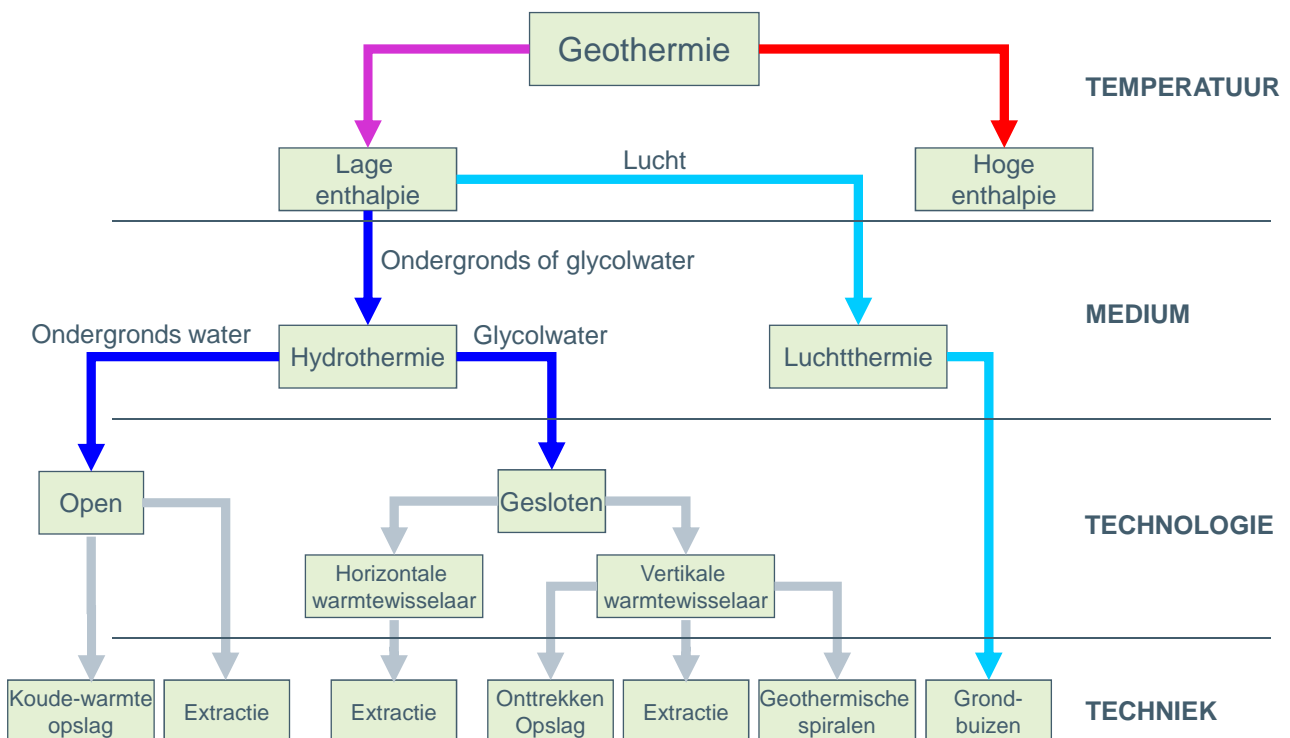 Geothermie
TEMPERATUUR
Lage
enthalpie
Lucht
Hoge
enthalpie
Ondergronds of glycolwater
MEDIUM
Ondergronds water
Hydrothermie
Glycolwater
Luchtthermie
Open
Gesloten
TECHNOLOGIE
Horizontale
warmtewisselaar
Vertikale
warmtewisselaar
Koude-warmte
opslag
Extractie
Extractie
Onttrekken
Opslag
Extractie
Geothermische
spiralen
Grond-
buizen
TECHNIEK